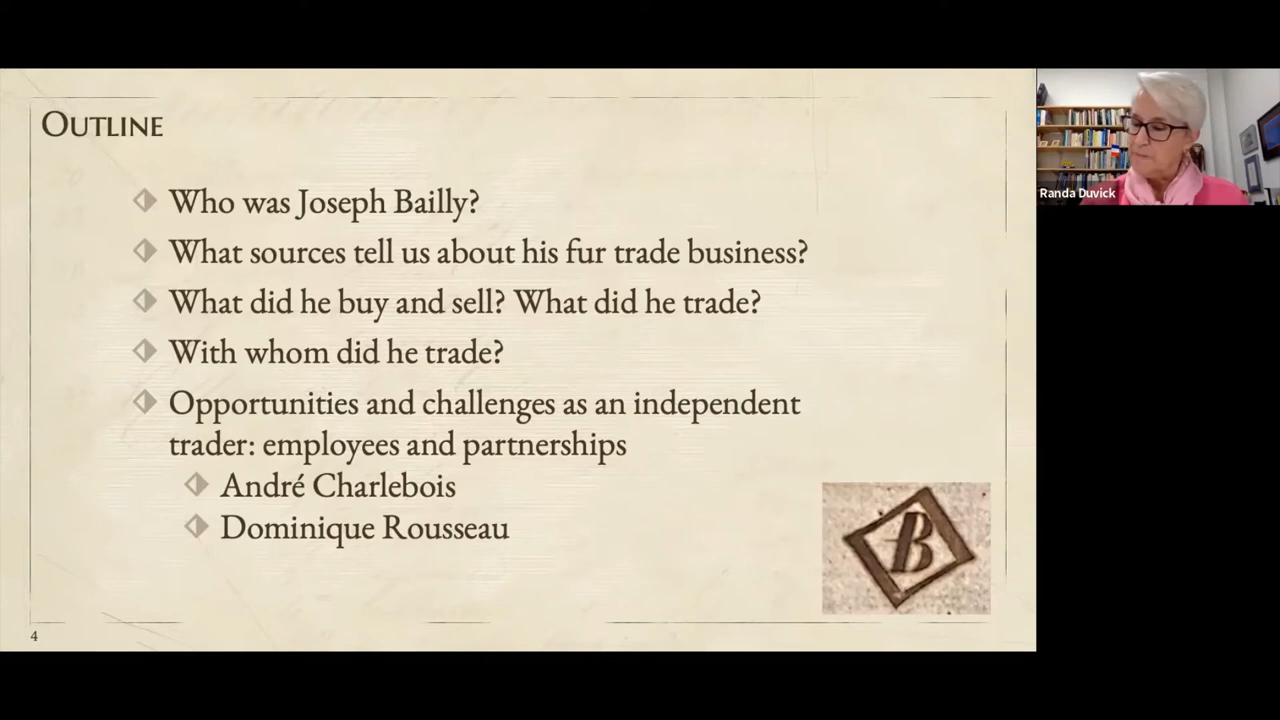 Outline
Who was Joseph Bailly?
What sources tell us about his fur trade business?
What did he buy and sell? What did he trade?
With whom did he trade?
Opportunities and challenges as an independent
trader: employees and partnerships
André Charlebois
Dominique Rousseau
B
4
Randa Duvick